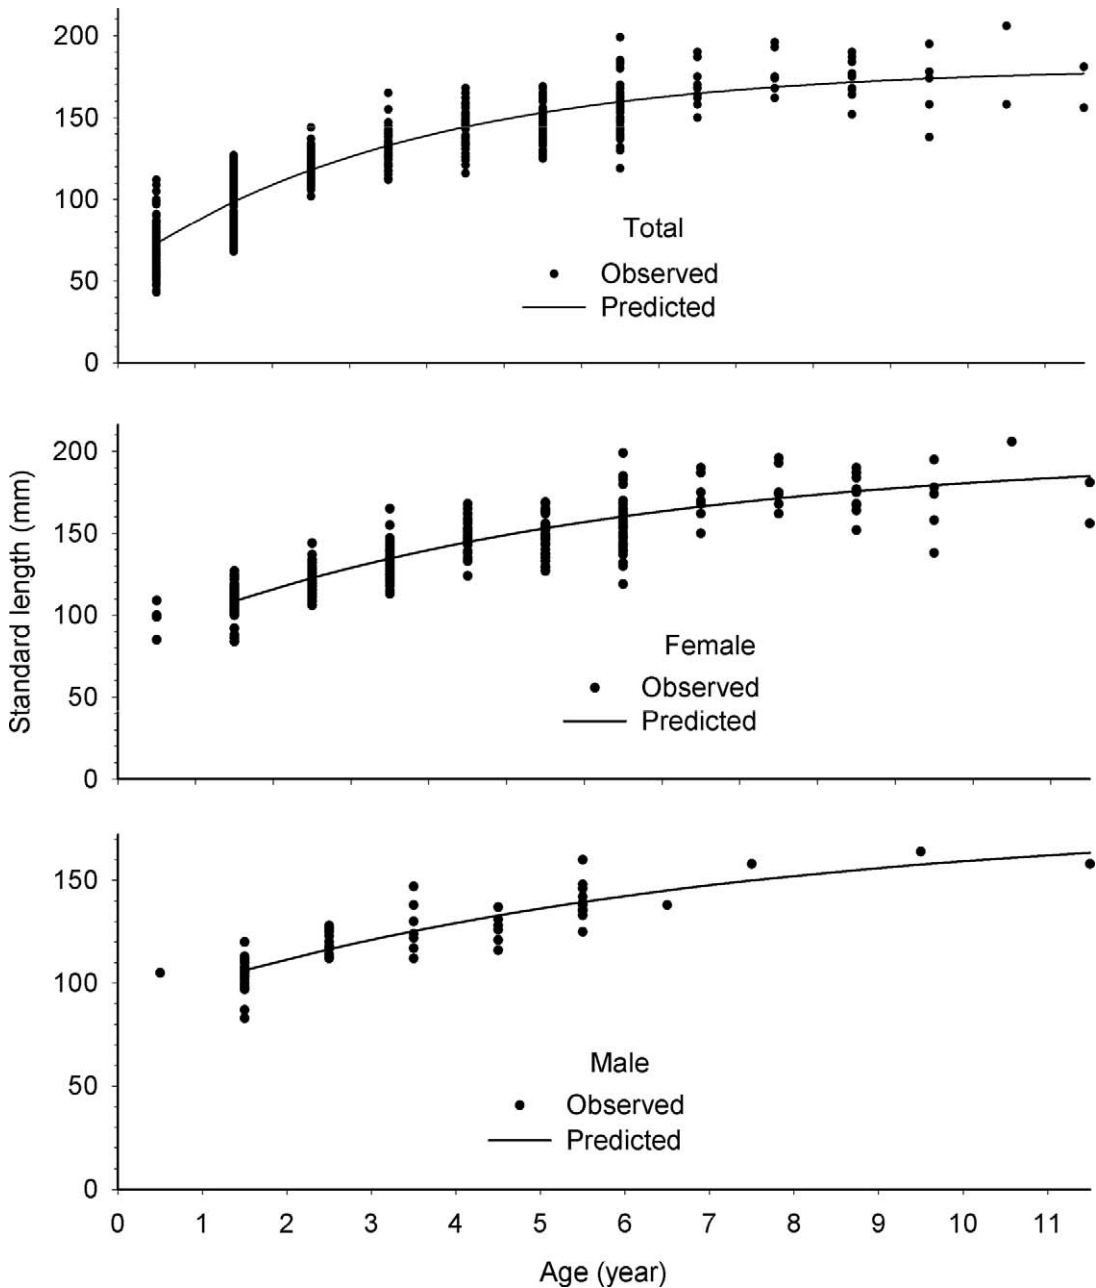 200
150
100
50
0
Total
Observed
Predicted
Standard length (mm)
200
150
100
50
0
Female
Observed
Predicted
150
100
50
0
Male
Observed
Predicted
0 1 2 3 4 5 6 7 8 9 10 11
Age (year)